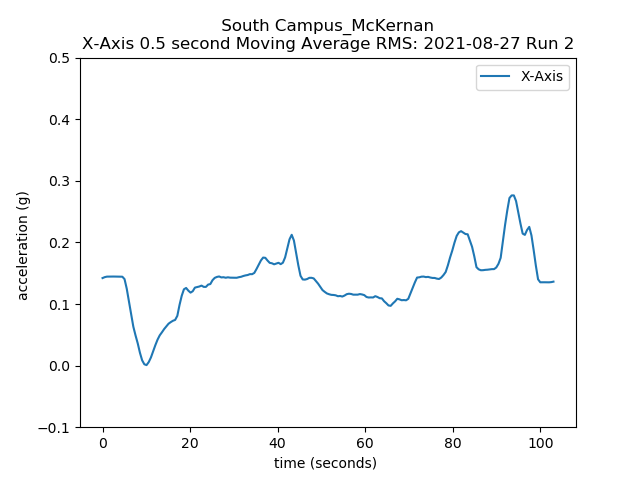 South Campus_McKernan
X-Axis 0.5 second Moving Average RMS: 2021-08-27 Run 2
X-Axis
0.5
0.4
0.3
0.2
0.1
0.0
−0.1
acceleration (g)
0 20 40 60 80 100
time (seconds)